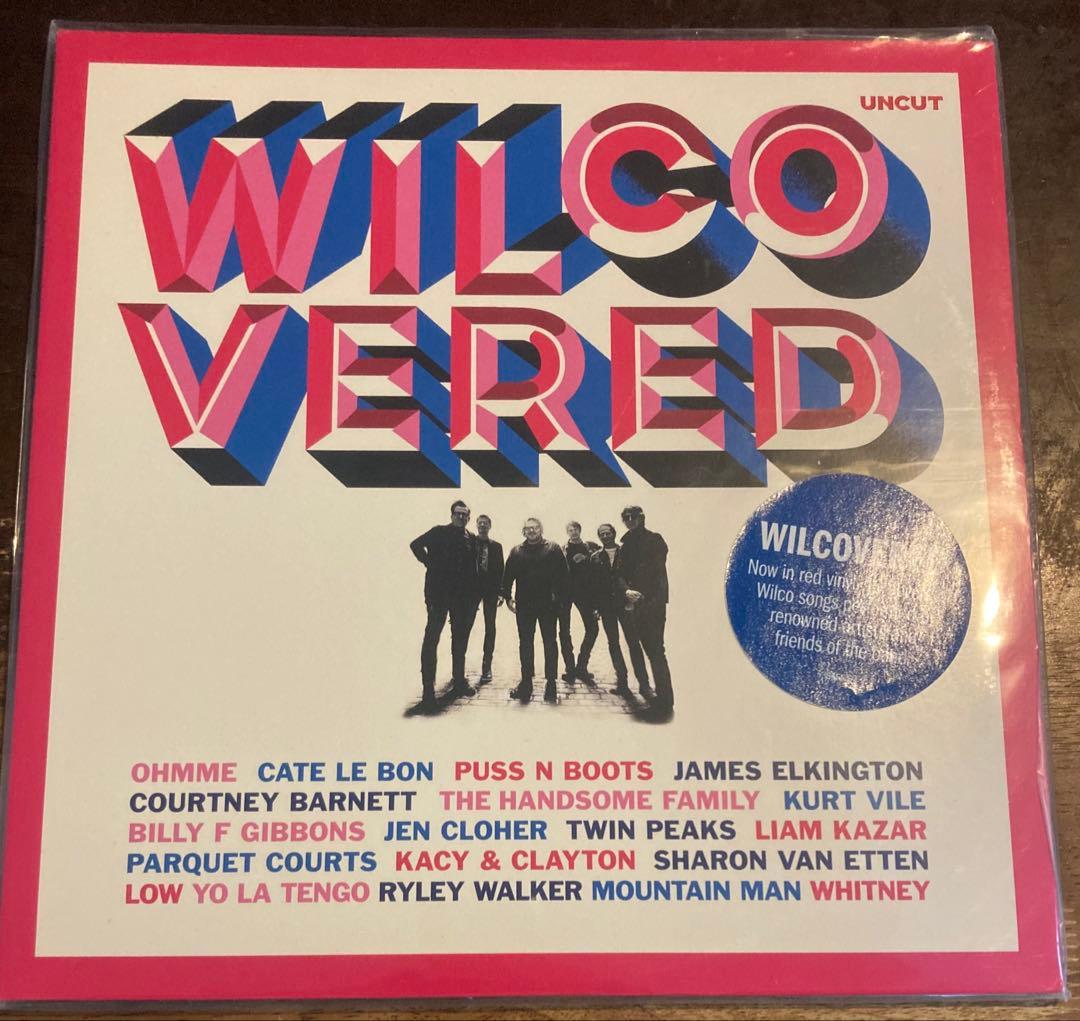 UNCUT
WILCO
VERED
Now in red vinyl
Wilco songs
renowned artists
friends of the
OHMME CATE LE BON PUSS N BOOTS JAMES ELKINGTON
COURTNEY BARNETT THE HANDSOME FAMILY KURT VILE
BILLY F GIBBONS JEN CLOHER TWIN PEAKS LIAM KAZAR
PARQUET COURTS KACY & CLAYTON SHARON VAN ETTEN
LOW YO LA TENGO RYLEY WALKER MOUNTAIN MAN WHITNEY